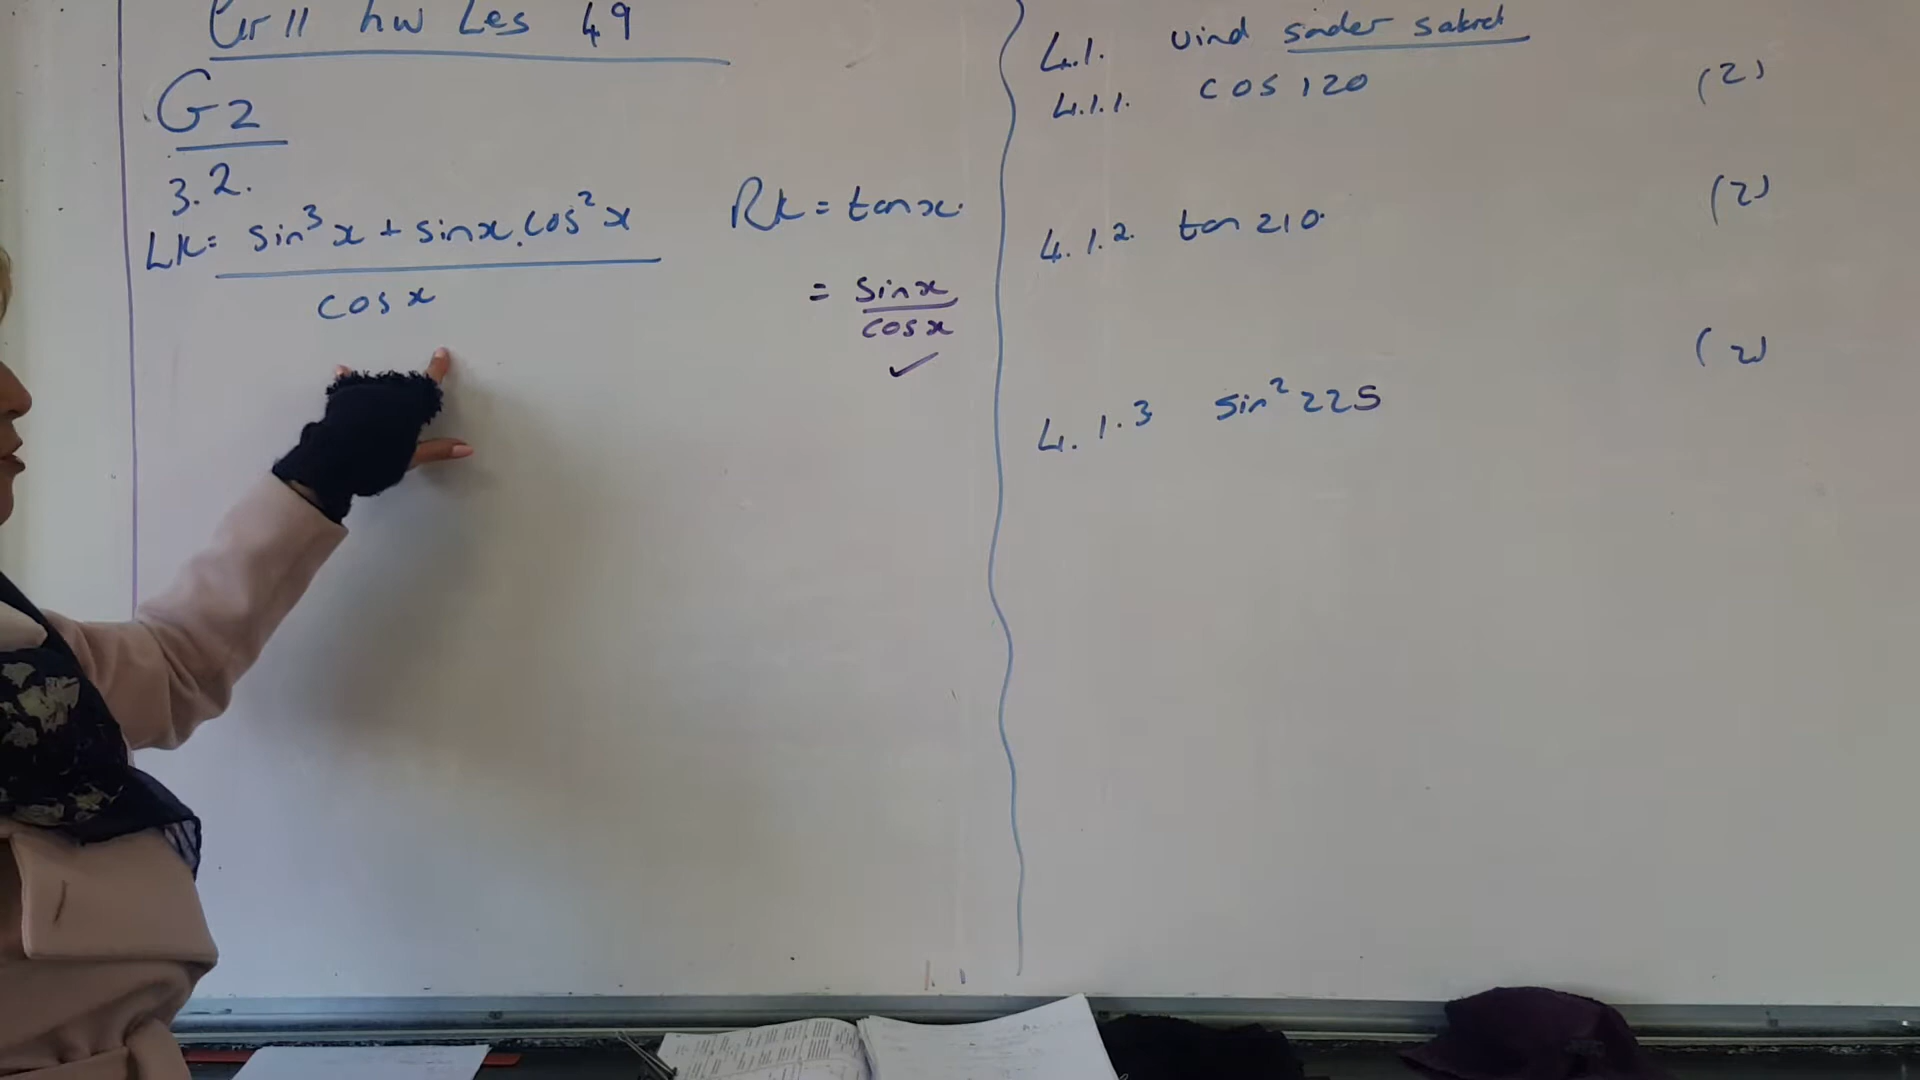 Gr 11 hw Les 49
G2
3.2.
LK = sin³x + sinx.cos²x
cos x
RK = tanx.
= sinx
cosx
✓
4.1. vind sonder sakrek
4.1.1. cos 120 (2)
4.1.2. tan 210 (2)
4.1.3 sin² 225 (2)